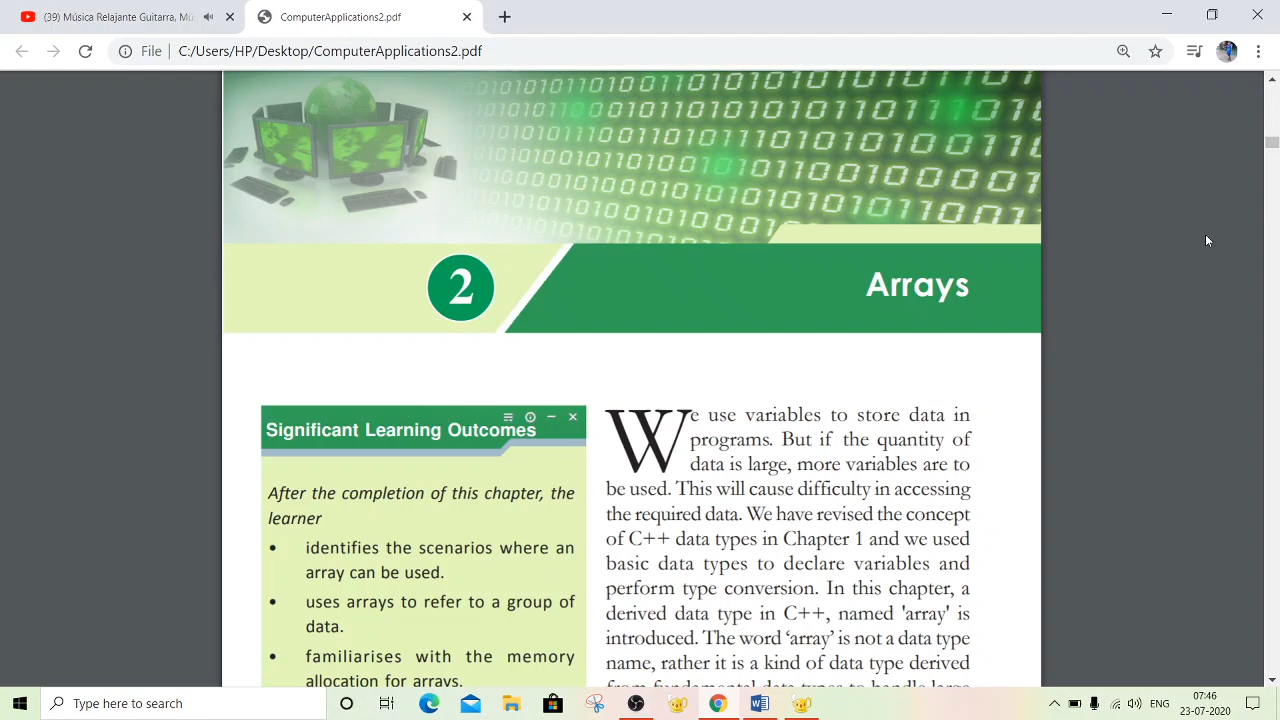 (39) Música Relajante Guitarra, Mú
ComputerApplications2.pdf
File
C:/Users/HP/Desktop/ComputerApplications2.pdf
2
Arrays
Significant Learning Outcomes
After the completion of this chapter, the
learner
• identifies the scenarios where an
array can be used.
• uses arrays to refer to a group of
data.
• familiarises with the memory
allocation for arrays.
We use variables to store data in
programs. But if the quantity of
data is large, more variables are to
be used. This will cause difficulty in accessing
the required data. We have revised the concept
of C++ data types in Chapter 1 and we used
basic data types to declare variables and
perform type conversion. In this chapter, a
derived data type in C++, named 'array' is
introduced. The word ‘array’ is not a data type
name, rather it is a kind of data type derived
from fundamental data types to handle large
Type here to search
ENG
07:46
23-07-2020